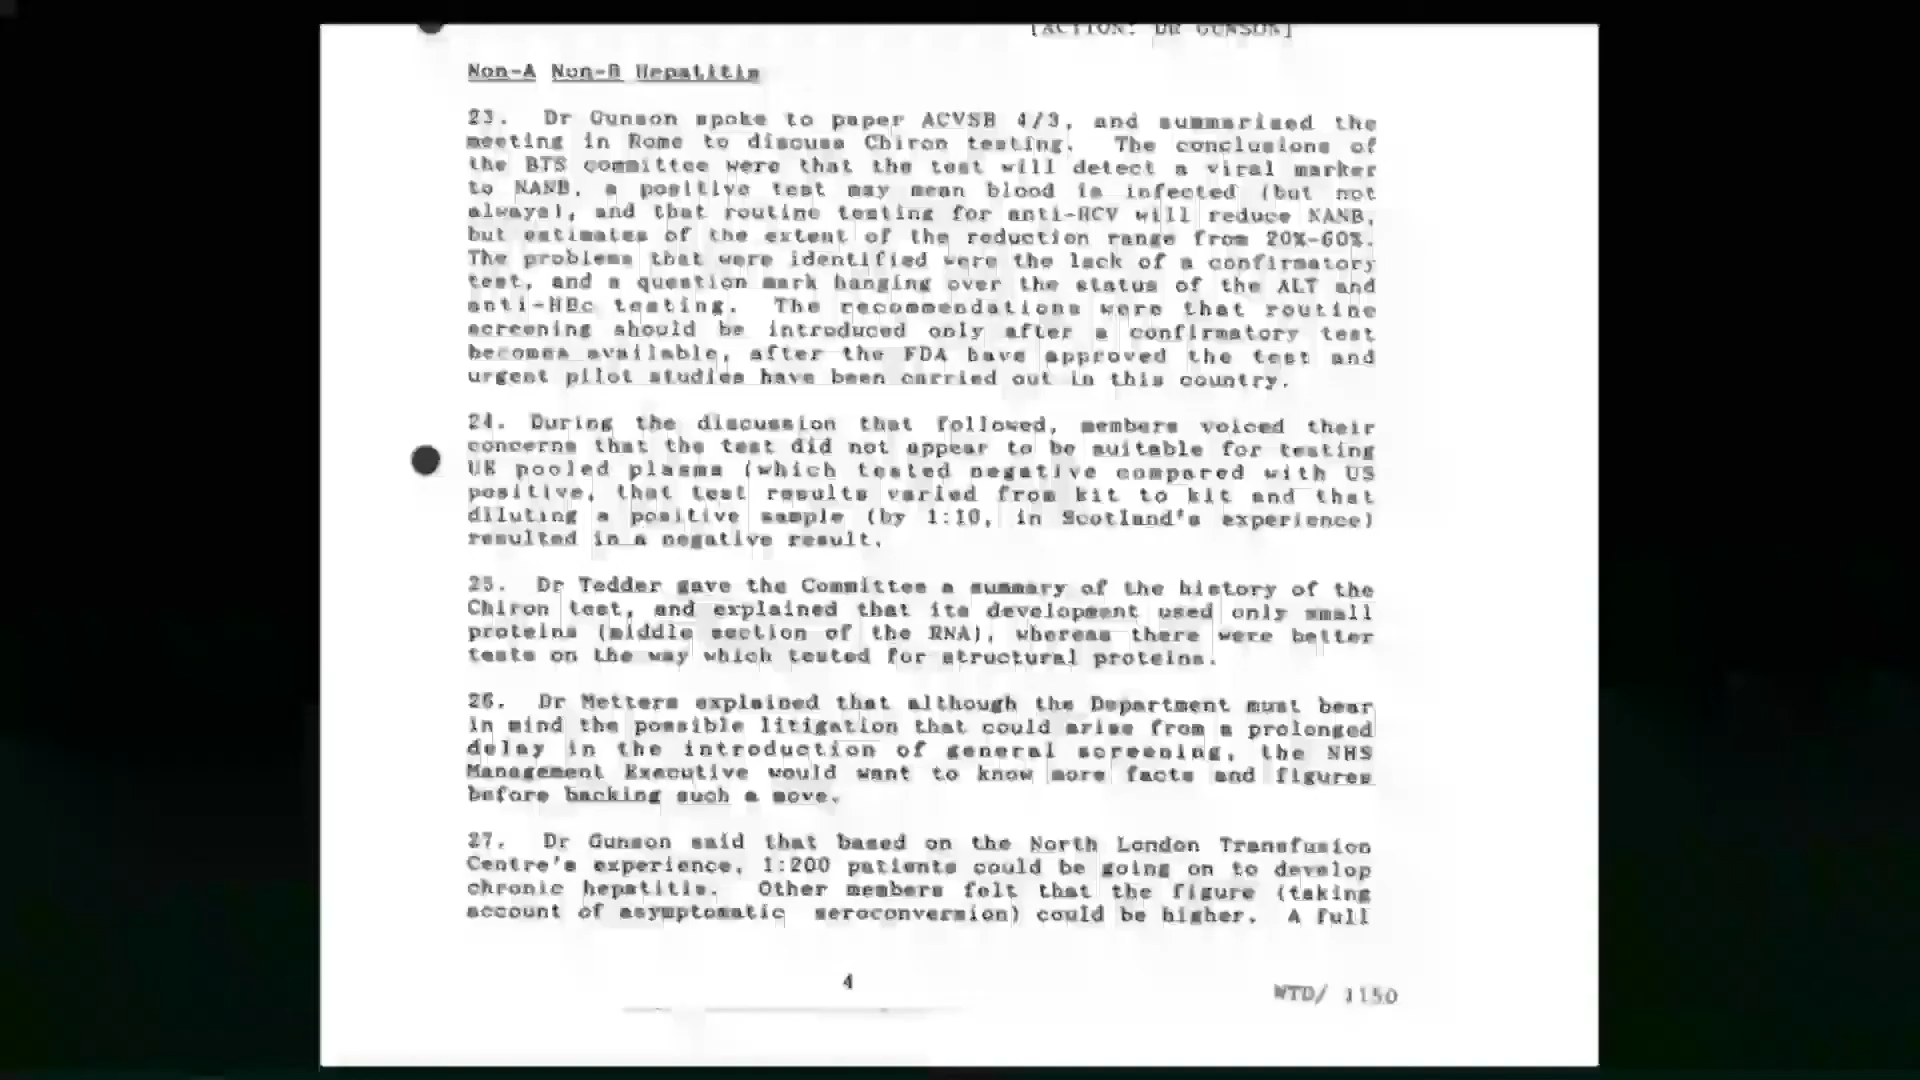 [ACTION: DR GUNSON]
Non-A Non-B Hepatitis
23. Dr Gunson spoke to paper ACVSB 4/3, and summarised the
meeting in Rome to discuss Chiron testing. The conclusions of
the BTS committee were that the test will detect a viral marker
to NANB, a positive test may mean blood is infected (but not
always), and that routine testing for anti-HCV will reduce NANB,
but estimates of the extent of the reduction range from 20%-60%.
The problems that were identified were the lack of a confirmatory
test, and a question mark hanging over the status of the ALT and
anti-HBc testing. The recommendations were that routine
screening should be introduced only after a confirmatory test
becomes available, after the FDA have approved the test and
urgent pilot studies have been carried out in this country.
24. During the discussion that followed, members voiced their
concerns that the test did not appear to be suitable for testing
UK pooled plasma (which tested negative compared with US
positive, that test results varied from kit to kit and that
diluting a positive sample (by 1:10, in Scotland's experience)
resulted in a negative result.
25. Dr Tedder gave the Committee a summary of the history of the
Chiron test, and explained that its development used only small
proteins (middle section of the RNA), whereas there were better
tests on the way which tested for structural proteins.
26. Dr Metters explained that although the Department must bear
in mind the possible litigation that could arise from a prolonged
delay in the introduction of general screening, the NHS
Management Executive would want to know more facts and figures
before backing such a move.
27. Dr Gunson said that based on the North London Transfusion
Centre's experience, 1:200 patients could be going on to develop
chronic hepatitis. Other members felt that the figure (taking
account of asymptomatic seroconversion) could be higher. A full
4
WTD/ 1150